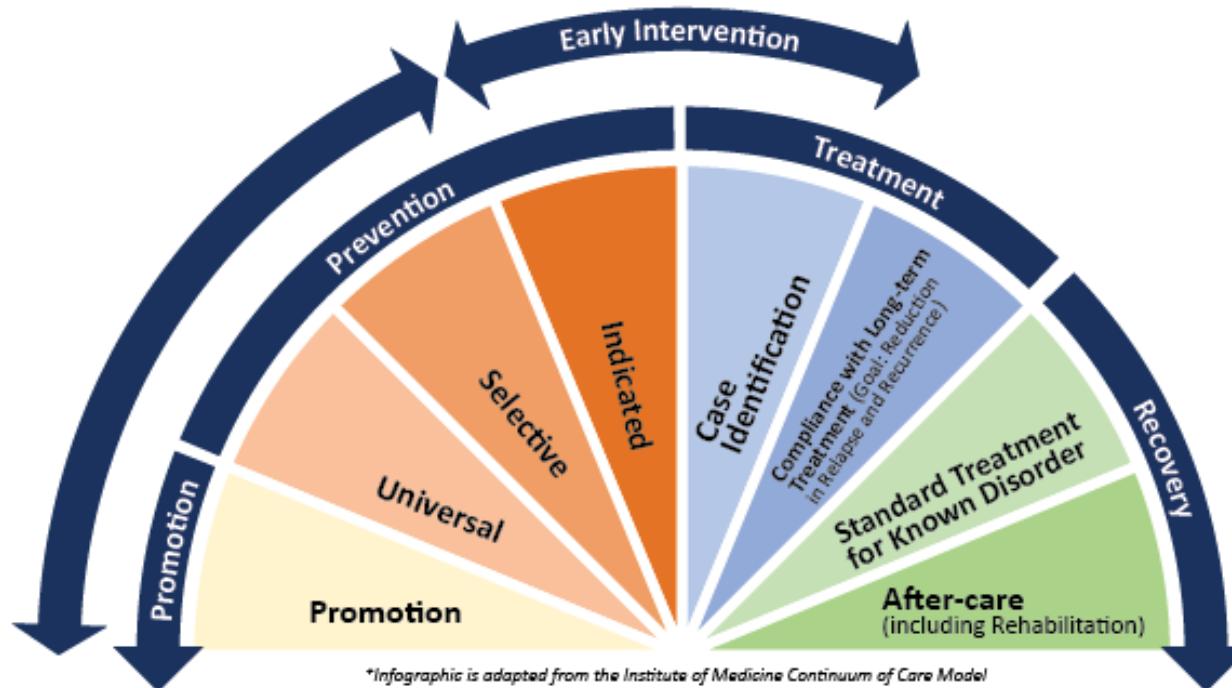 Early Intervention
Prevention
Treatment
Promotion
Recovery
Promotion
Universal
Selective
Indicated
Case
Identification
Compliance with Long-term
Treatment (Goal: Reduction
in Relapse and Recurrence)
Standard Treatment
for Known Disorder
After-care
(including Rehabilitation)
*Infographic is adapted from the Institute of Medicine Continuum of Care Model